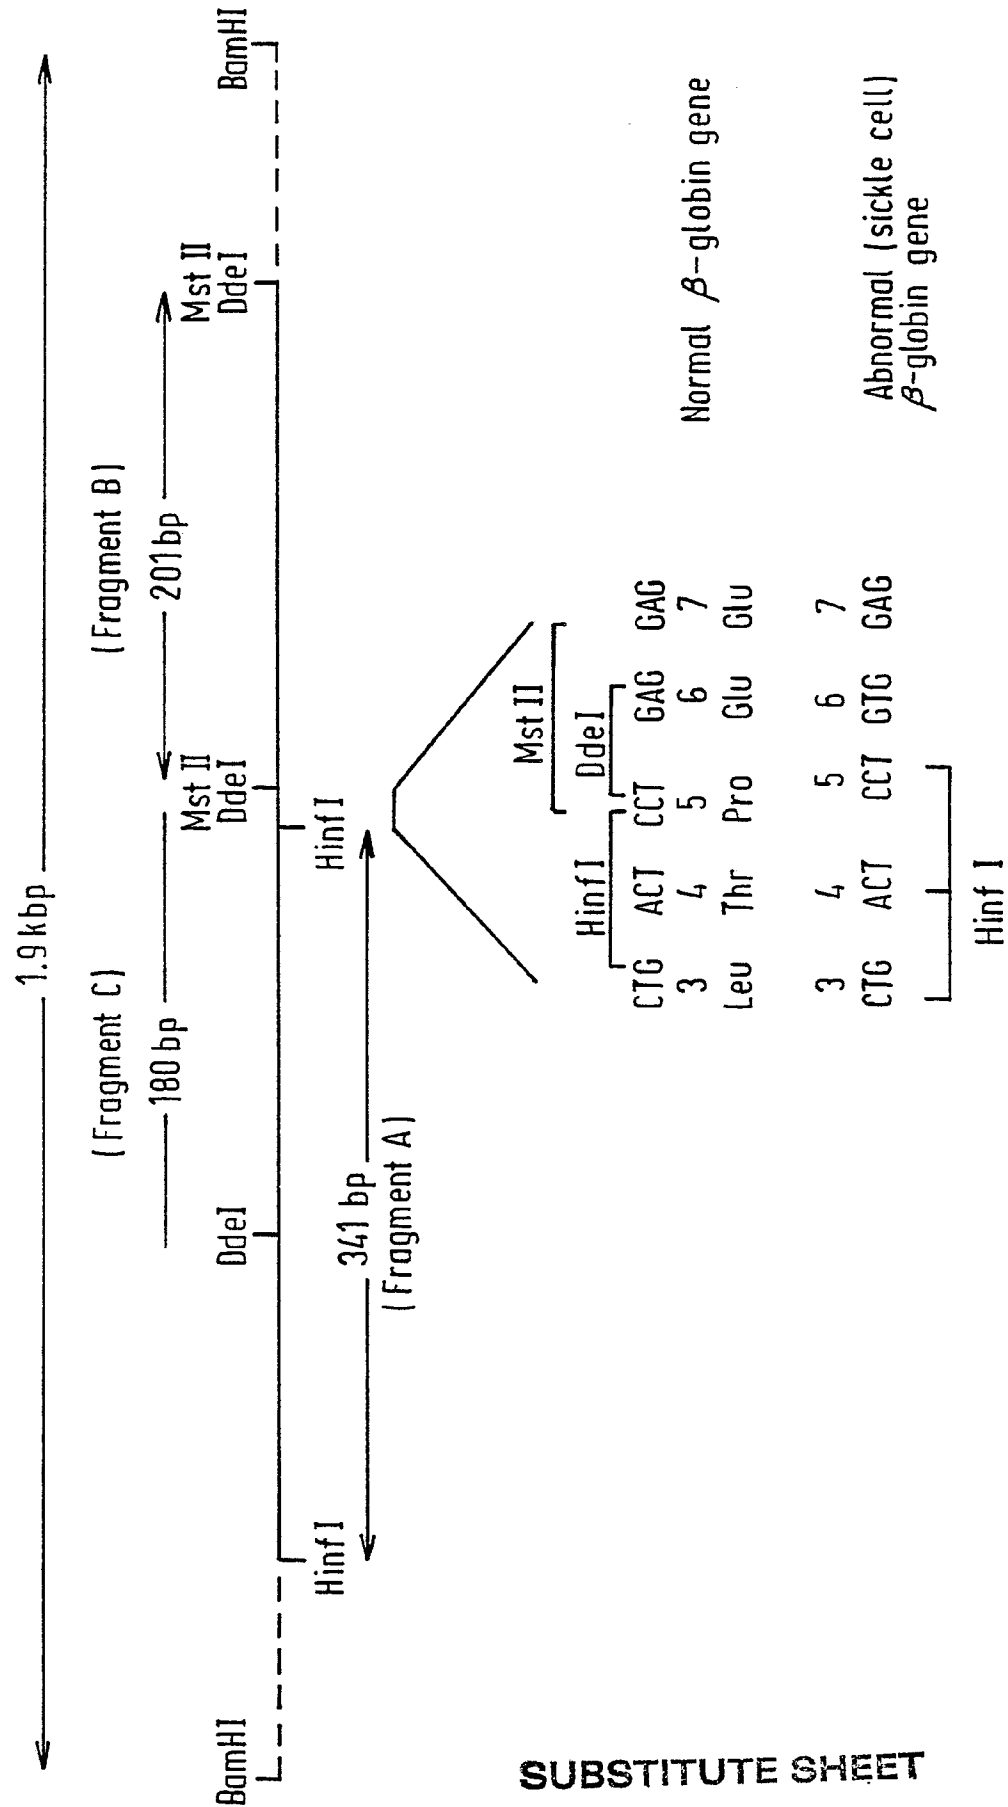 1.9 kbp
(Fragment C) (Fragment B)
180 bp 201bp
Mst II Mst II
BamHI DdeI DdeI DdeI BamHI
HinfI HinfI
341 bp
(Fragment A)
Mst II
HinfI DdeI
CTG ACT CCT GAG GAG
3 4 5 6 7 Normal β-globin gene
Leu Thr Pro Glu Glu
3 4 5 6 7
CTG ACT CCT GTG GAG Abnormal (sickle cell)
β-globin gene
Hinf I
SUBSTITUTE SHEET